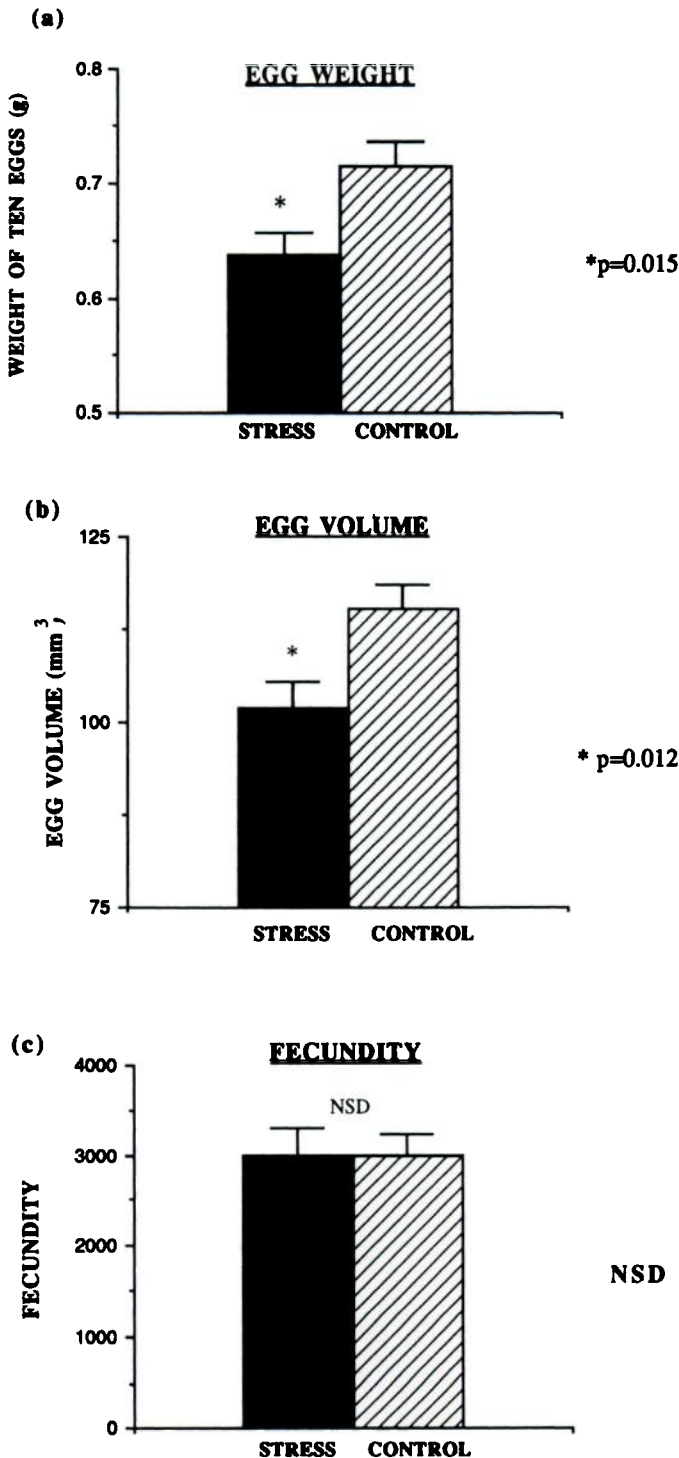 (a)
EGG WEIGHT
WEIGHT OF TEN EGGS (g)
0.8
0.7
0.6
0.5
*
*p=0.015
STRESS CONTROL
(b)
EGG VOLUME
EGG VOLUME (mm³,
125
100
75
*
* p=0.012
STRESS CONTROL
(c)
FECUNDITY
FECUNDITY
4000
3000
2000
1000
0
NSD
NSD
STRESS CONTROL